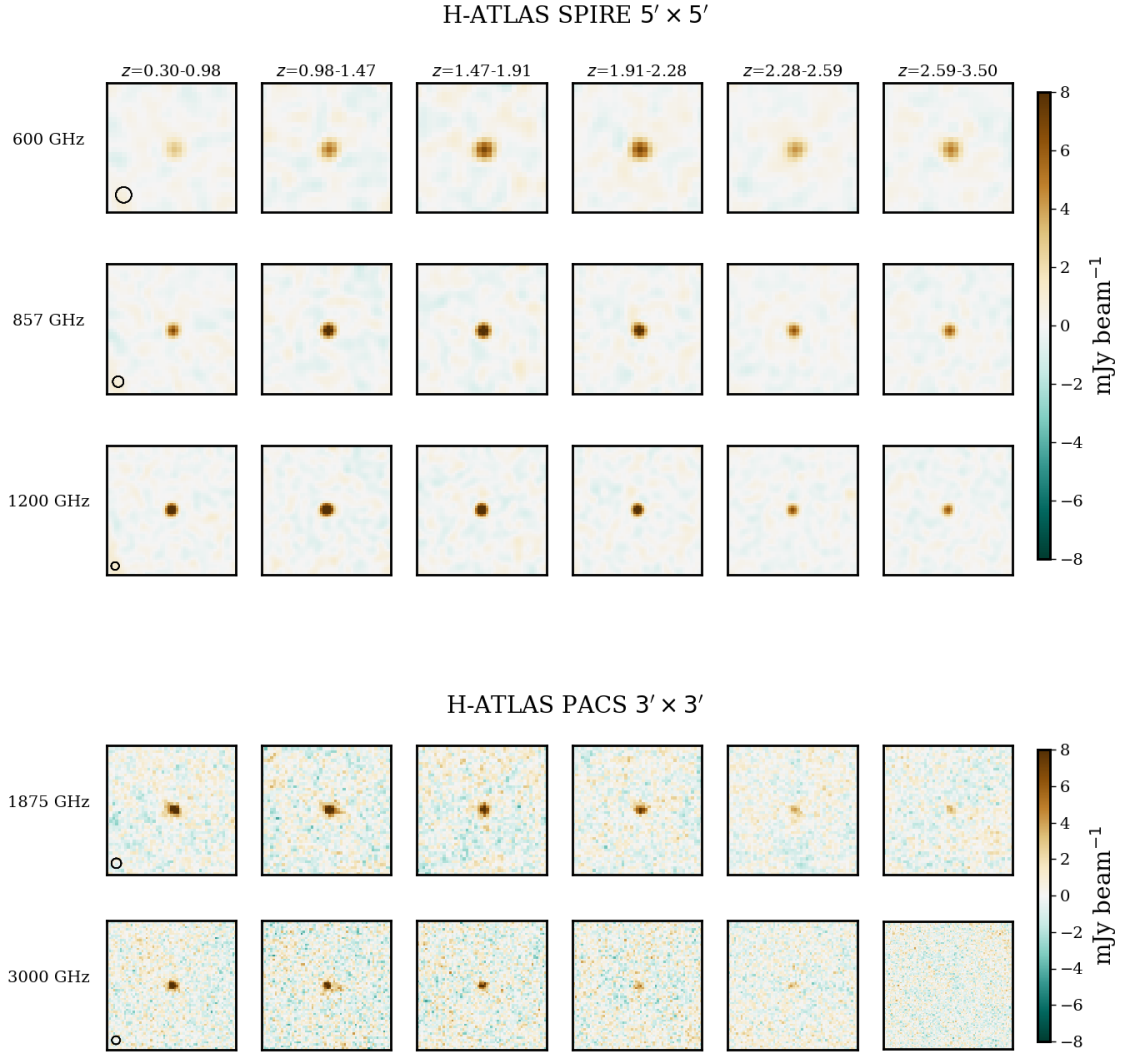 H-ATLAS SPIRE 5′ × 5′
z=0.30-0.98 z=0.98-1.47 z=1.47-1.91 z=1.91-2.28 z=2.28-2.59 z=2.59-3.50
600 GHz
857 GHz
1200 GHz
8
6
4
2
0
−2
−4
−6
−8
mJy beam⁻¹
H-ATLAS PACS 3′ × 3′
1875 GHz
3000 GHz
8
6
4
2
0
−2
−4
−6
−8
mJy beam⁻¹